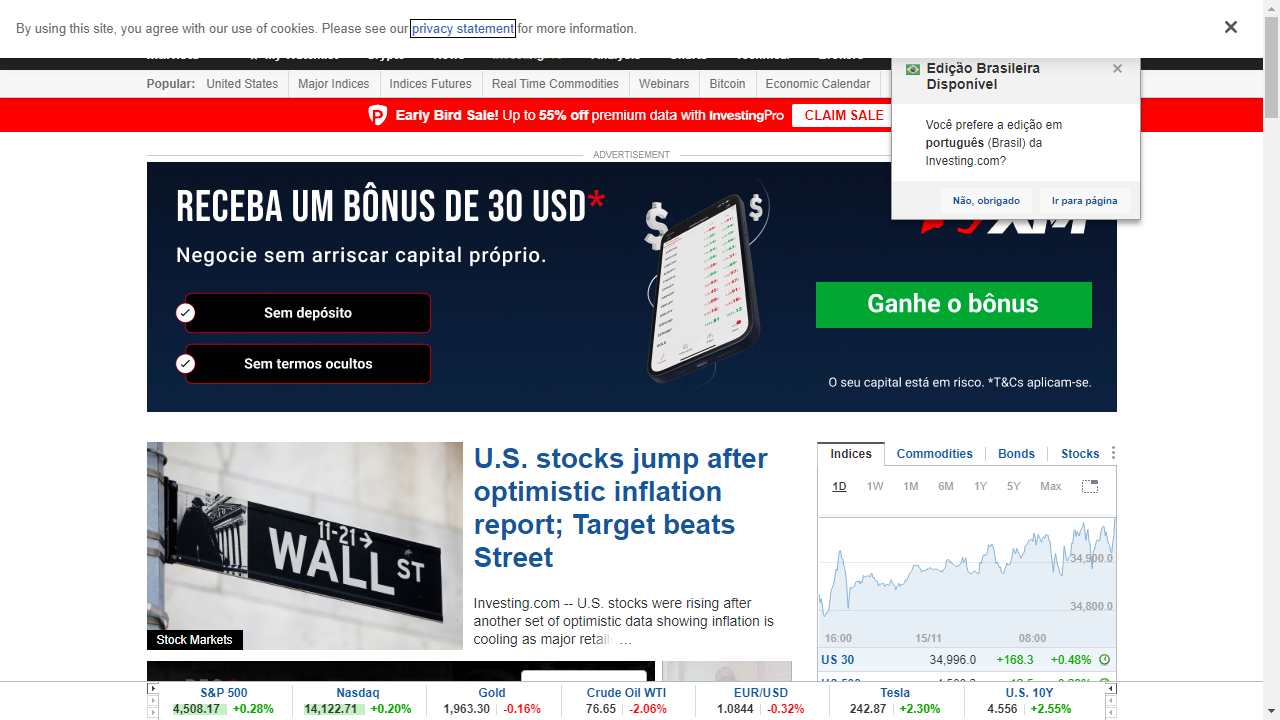 By using this site, you agree with our use of cookies. Please see our privacy statement for more information.
Popular: United States Major Indices Indices Futures Real Time Commodities Webinars Bitcoin Economic Calendar
Edição Brasileira
Disponível
Você prefere a edição em
português (Brasil) da
Investing.com?
Não, obrigado Ir para página
Early Bird Sale! Up to 55% off premium data with InvestingPro CLAIM SALE
ADVERTISEMENT
RECEBA UM BÔNUS DE 30 USD*
Negocie sem arriscar capital próprio.
Sem depósito
Sem termos ocultos
XM
Ganhe o bônus
O seu capital está em risco. *T&Cs aplicam-se.
11-21
WALL ST
Stock Markets
U.S. stocks jump after
optimistic inflation
report; Target beats
Street
Investing.com -- U.S. stocks were rising after
another set of optimistic data showing inflation is
cooling as major retail ...
Indices Commodities Bonds Stocks
1D 1W 1M 6M 1Y 5Y Max
34,900.0
34,800.0
16:00 15/11 08:00
US 30 34,996.0 +168.3 +0.48%
S&P 500 Nasdaq Gold Crude Oil WTI EUR/USD Tesla U.S. 10Y
4,508.17 +0.28% 14,122.71 +0.20% 1,963.30 -0.16% 76.65 -2.06% 1.0844 -0.32% 242.87 +2.30% 4.556 +2.55%